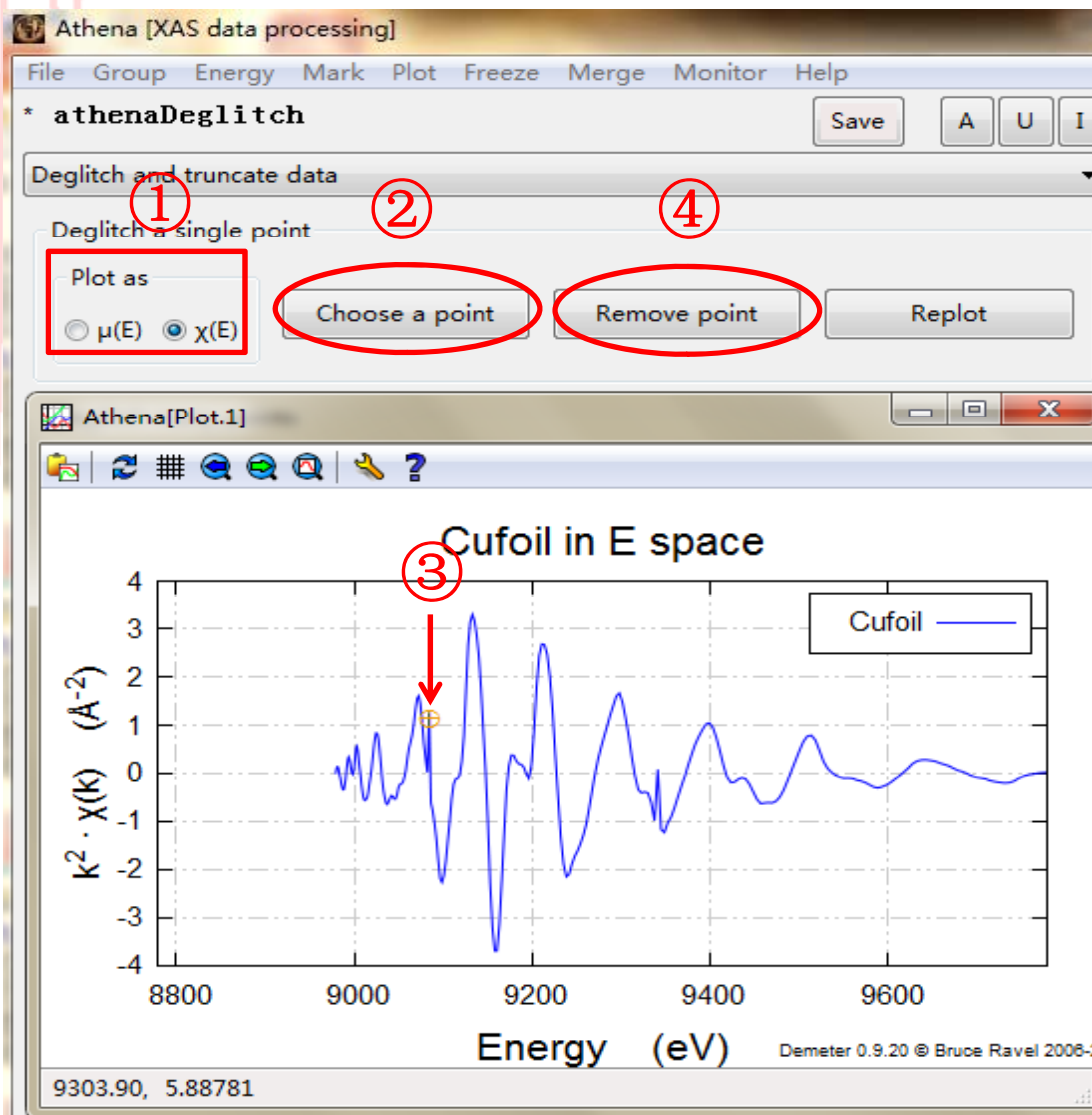 Athena [XAS data processing]
File Group Energy Mark Plot Freeze Merge Monitor Help
* athenaDeglitch Save A U I
Deglitch and truncate data
① ② ④
Deglitch a single point
Plot as
μ(E) χ(E) Choose a point Remove point Replot
Athena[Plot.1]
Cufoil in E space
③
Cufoil
4
3
2
1
0
-1
-2
-3
-4
k² · χ(k) (Å⁻²)
8800 9000 9200 9400 9600
Energy (eV)
Demeter 0.9.20 © Bruce Ravel 2006-
9303.90, 5.88781